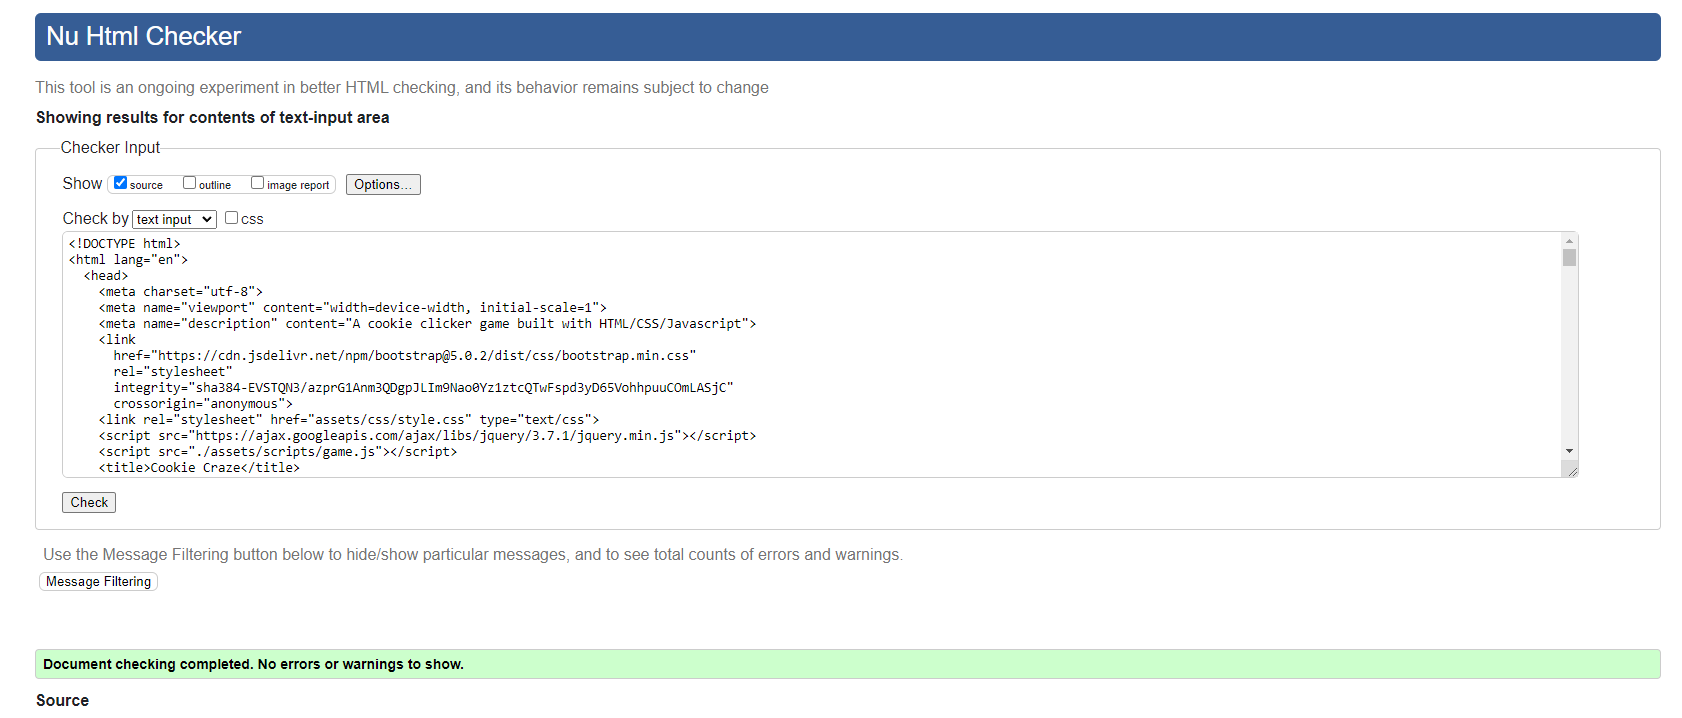 Nu Html Checker
This tool is an ongoing experiment in better HTML checking, and its behavior remains subject to change
Showing results for contents of text-input area
Checker Input
Show source outline image report Options...
Check by text input css
<!DOCTYPE html>
<html lang="en">
<head>
<meta charset="utf-8">
<meta name="viewport" content="width=device-width, initial-scale=1">
<meta name="description" content="A cookie clicker game built with HTML/CSS/Javascript">
<link
href="https://cdn.jsdelivr.net/npm/bootstrap@5.0.2/dist/css/bootstrap.min.css"
rel="stylesheet"
integrity="sha384-EVSTQN3/azprG1Anm3QDgpJLIm9Nao0Yz1ztcQTwFspd3yD65VohhpuuCOmLASjC"
crossorigin="anonymous">
<link rel="stylesheet" href="assets/css/style.css" type="text/css">
<script src="https://ajax.googleapis.com/ajax/libs/jquery/3.7.1/jquery.min.js"></script>
<script src="./assets/scripts/game.js"></script>
<title>Cookie Craze</title>
Check
Use the Message Filtering button below to hide/show particular messages, and to see total counts of errors and warnings.
Message Filtering
Document checking completed. No errors or warnings to show.
Source